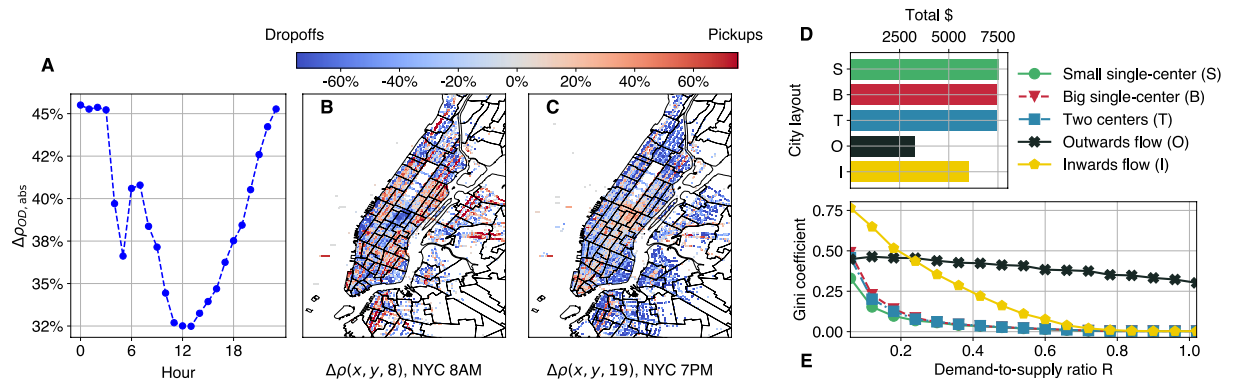 Dropoffs
Pickups
-60%
-40%
-20%
0%
20%
40%
60%
A
45%
42%
40%
38%
35%
32%
Δρ_OD, abs
0
6
12
18
Hour
B
Δρ(x, y, 8), NYC 8AM
C
Δρ(x, y, 19), NYC 7PM
D
Total $
2500
5000
7500
City layout
S
B
T
O
I
Small single-center (S)
Big single-center (B)
Two centers (T)
Outwards flow (O)
Inwards flow (I)
Gini coefficient
0.75
0.50
0.25
0.00
0.2
0.4
0.6
0.8
1.0
E
Demand-to-supply ratio R